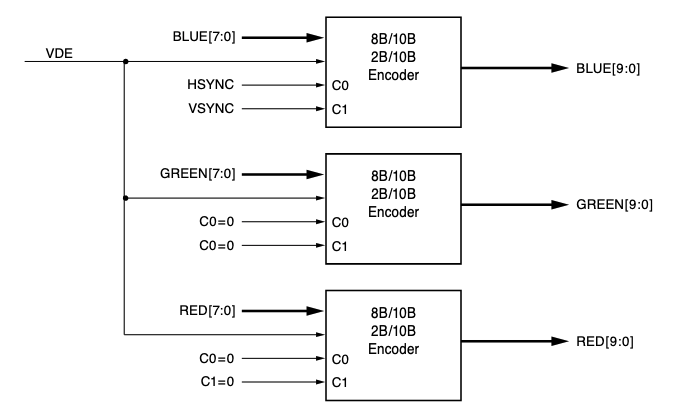 BLUE[7:0]
VDE
HSYNC
VSYNC
8B/10B
2B/10B
Encoder
C0
C1
BLUE[9:0]
GREEN[7:0]
C0=0
C0=0
8B/10B
2B/10B
Encoder
C0
C1
GREEN[9:0]
RED[7:0]
C0=0
C1=0
8B/10B
2B/10B
Encoder
C0
C1
RED[9:0]